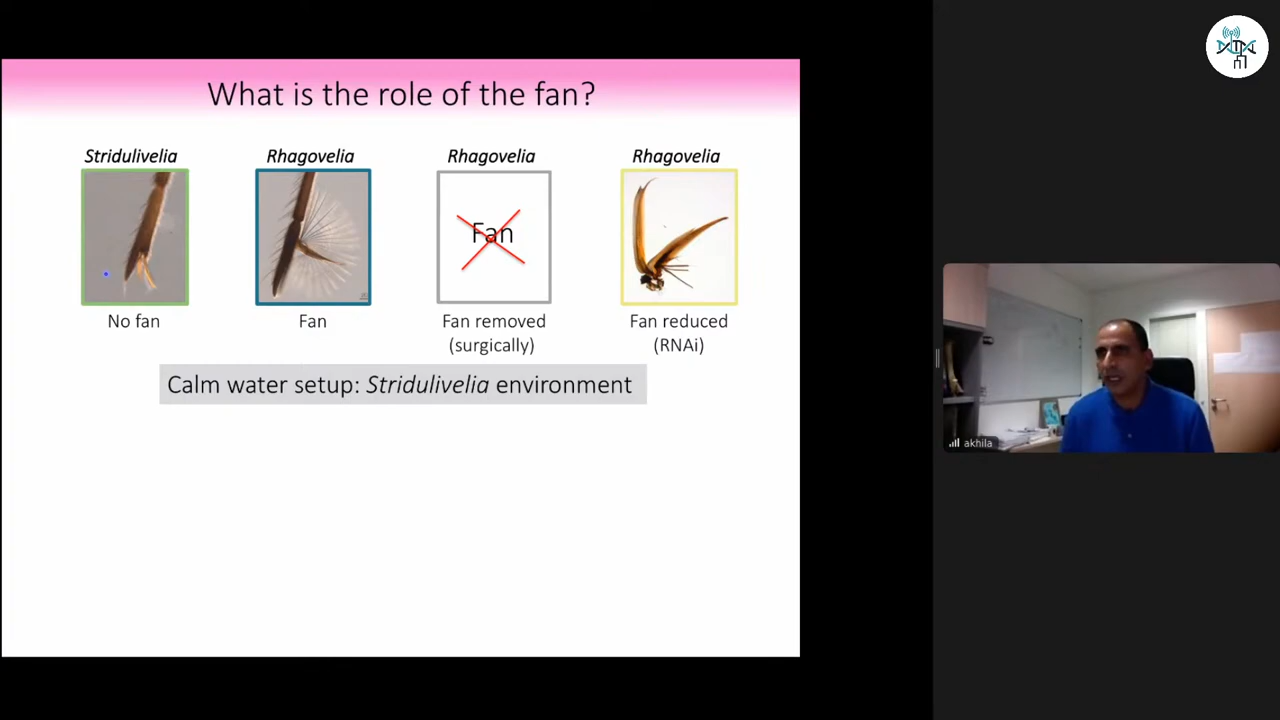 What is the role of the fan?
Stridulivelia
Rhagovelia
Rhagovelia
Rhagovelia
Fan
No fan
Fan
Fan removed
(surgically)
Fan reduced
(RNAi)
Calm water setup: Stridulivelia environment
akhila